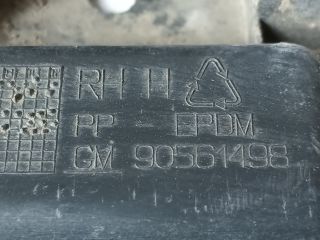 RH H
PP - EPDM
GM 90561498